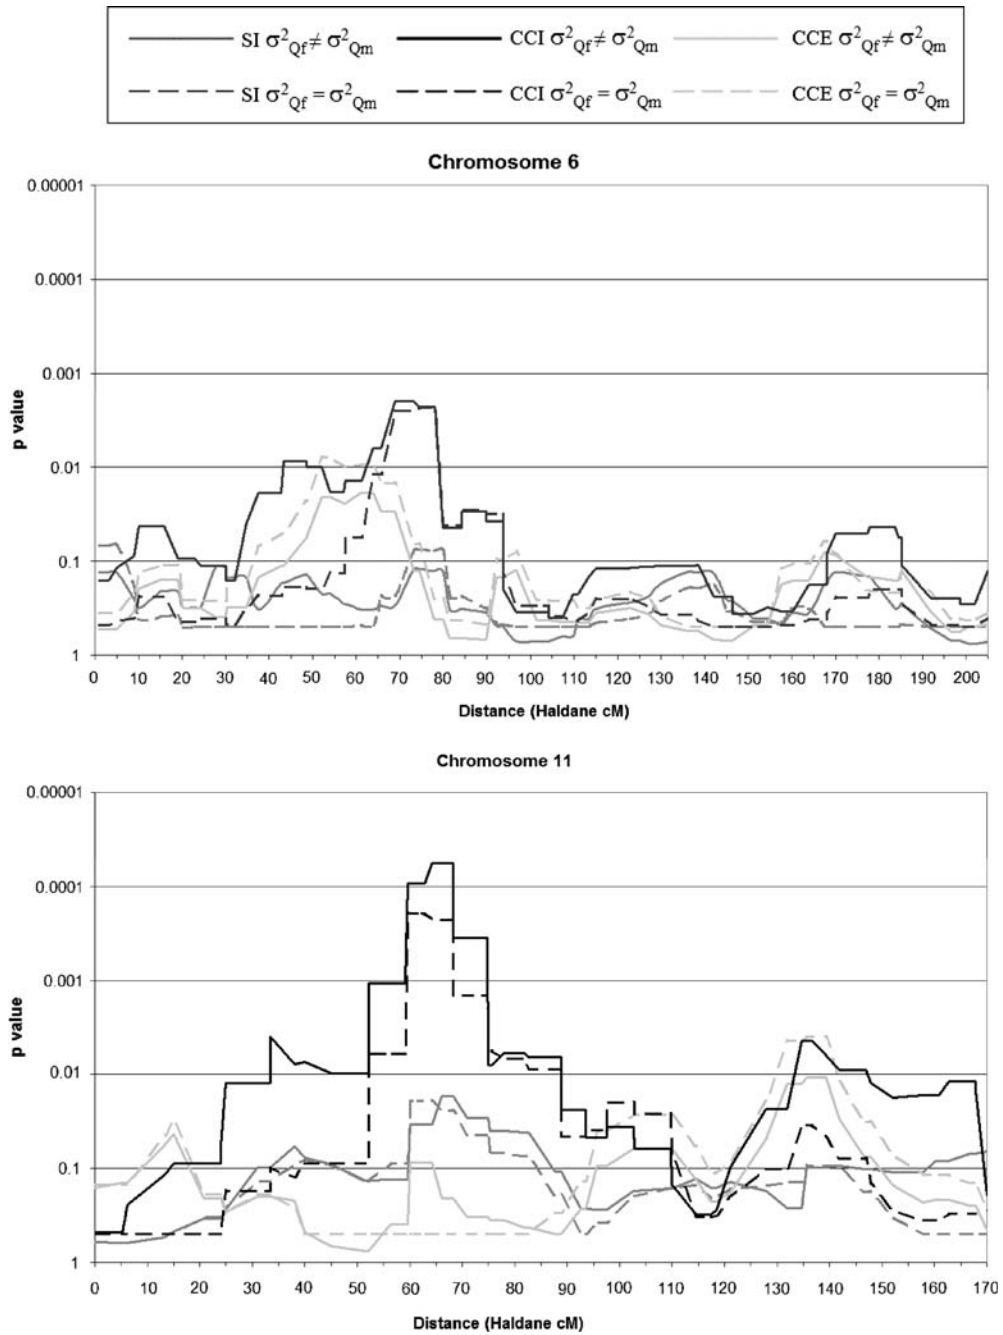 SI σ²Qf ≠ σ²Qm CCI σ²Qf ≠ σ²Qm CCE σ²Qf ≠ σ²Qm
SI σ²Qf = σ²Qm CCI σ²Qf = σ²Qm CCE σ²Qf = σ²Qm
Chromosome 6
0.00001
0.0001
0.001
p value
0.01
0.1
1
0 10 20 30 40 50 60 70 80 90 100 110 120 130 140 150 160 170 180 190 200
Distance (Haldane cM)
Chromosome 11
0.00001
0.0001
0.001
p value
0.01
0.1
1
0 10 20 30 40 50 60 70 80 90 100 110 120 130 140 150 160 170
Distance (Haldane cM)